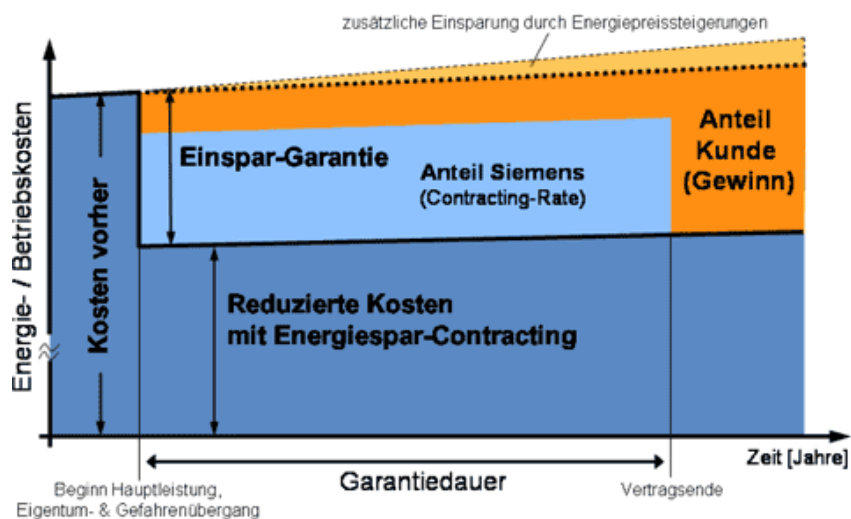 zusätzliche Einsparung durch Energiepreissteigerungen
Energie- / Betriebskosten
Kosten vorher
Einspar-Garantie
Anteil Siemens
(Contracting-Rate)
Anteil
Kunde
(Gewinn)
Reduzierte Kosten
mit Energiespar-Contracting
Zeit [Jahre]
Garantiedauer
Beginn Hauptleistung,
Eigentum- & Gefahrenübergang
Vertragsende